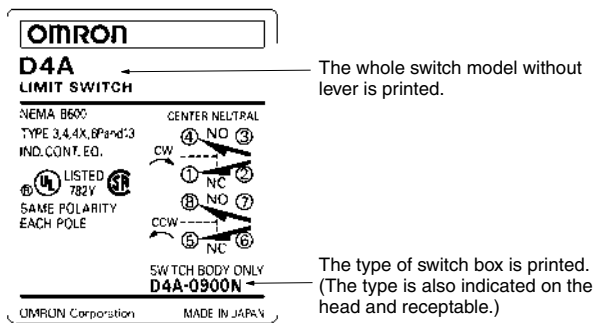 OMRON
D4A
LIMIT SWITCH
The whole switch model without
lever is printed.
NEMA B600
TYPE 3,4,4X,6Pand13
IND.CONT.EQ.
UL LISTED
782V
®
SAME POLARITY
EACH POLE
CENTER NEUTRAL
④ NO ③
CW
① NC ②
⑧ NO ⑦
CCW
⑤ NC ⑥
SWITCH BODY ONLY
D4A-0900N
The type of switch box is printed.
(The type is also indicated on the
head and receptable.)
OMRON Corporation MADE IN JAPAN